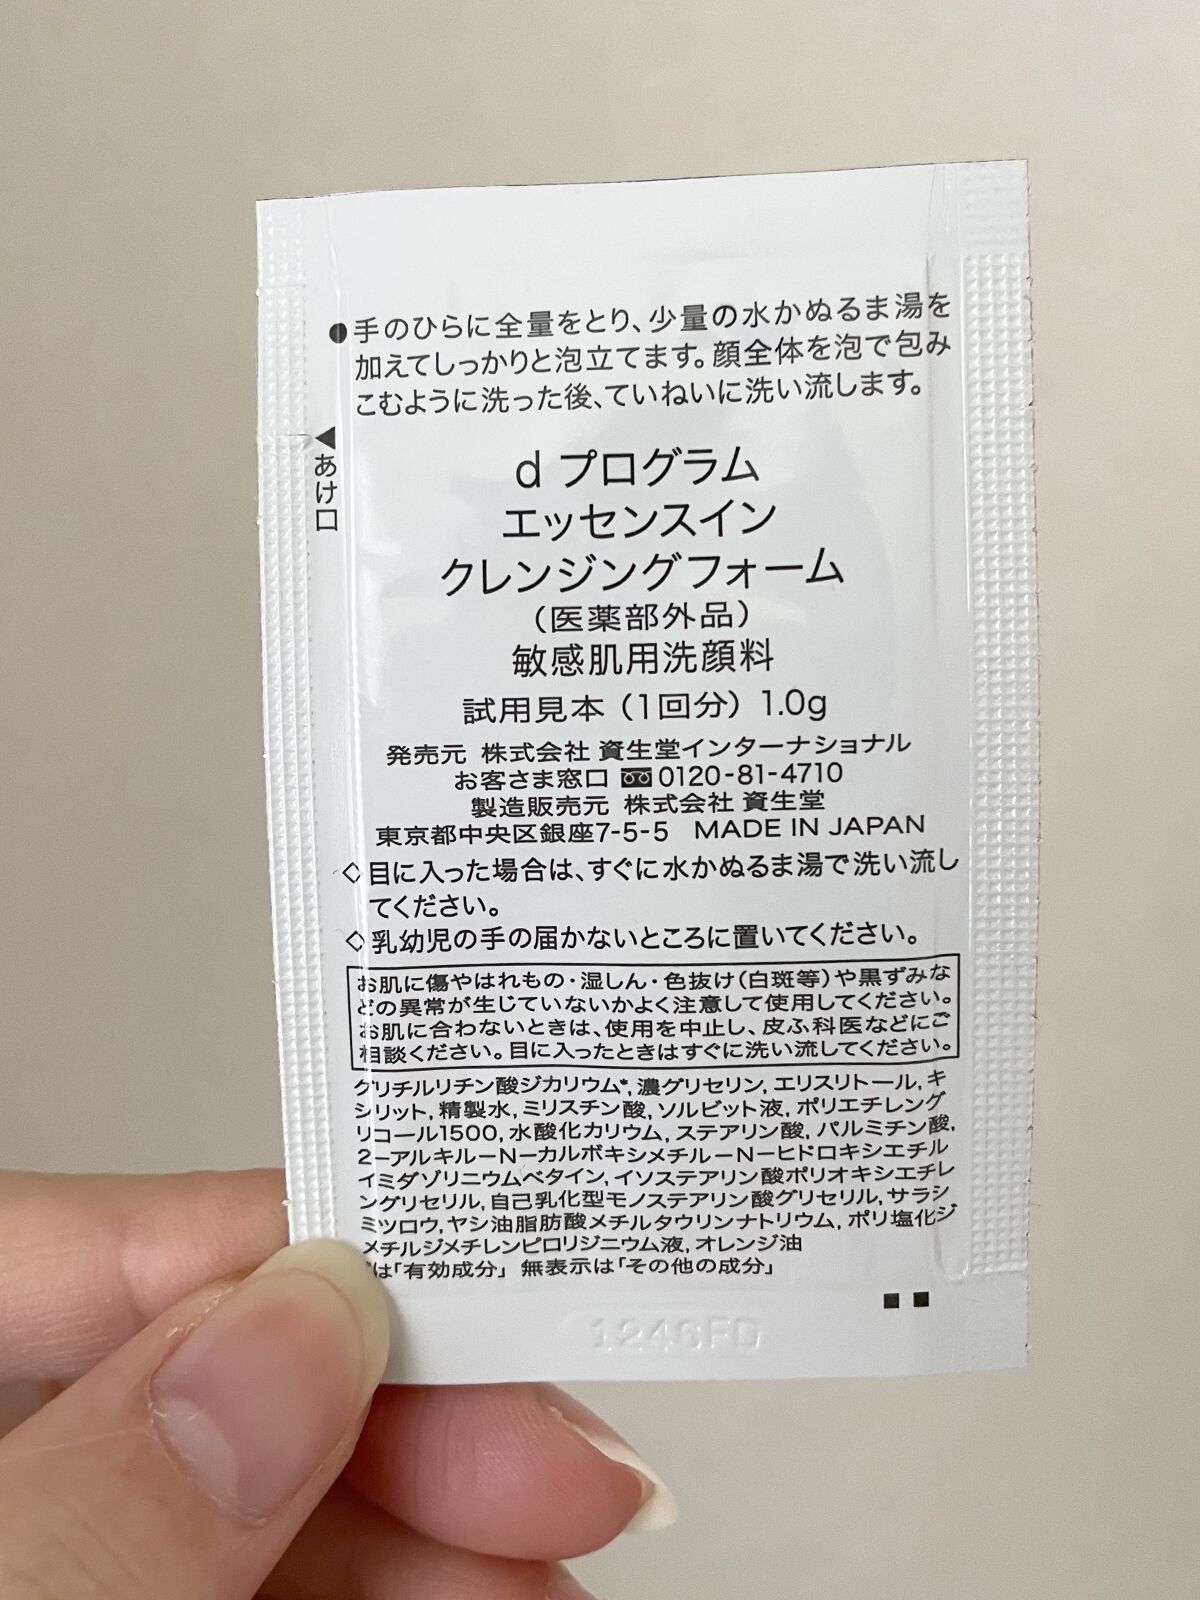 ●手のひらに全量をとり、少量の水かぬるま湯を
加えてしっかりと泡立てます。顔全体を泡で包み
こむように洗った後、ていねいに洗い流します。
◀あけ口
d プログラム
エッセンスイン
クレンジングフォーム
（医薬部外品）
敏感肌用洗顔料
試用見本（1回分）1.0g
発売元 株式会社 資生堂インターナショナル
お客さま窓口 0120-81-4710
製造販売元 株式会社 資生堂
東京都中央区銀座7-5-5 MADE IN JAPAN
◇目に入った場合は、すぐに水かぬるま湯で洗い流し
てください。
◇乳幼児の手の届かないところに置いてください。
お肌に傷やはれもの・湿しん・色抜け（白斑等）や黒ずみな
どの異常が生じていないかよく注意して使用してください。
お肌に合わないときは、使用を中止し、皮ふ科医などにご
相談ください。目に入ったときはすぐに洗い流してください。
グリチルリチン酸ジカリウム*, 濃グリセリン, エリスリトール, キ
シリット, 精製水, ミリスチン酸, ソルビット液, ポリエチレング
リコール1500, 水酸化カリウム, ステアリン酸, パルミチン酸,
2-アルキル-N-カルボキシメチル-N-ヒドロキシエチル
イミダゾリニウムベタイン, イソステアリン酸ポリオキシエチレ
ングリセリル, 自己乳化型モノステアリン酸グリセリル, サラシ
ミツロウ, ヤシ油脂肪酸メチルタウリンナトリウム, ポリ塩化ジ
メチルジメチレンピロリジニウム液, オレンジ油
は「有効成分」 無表示は「その他の成分」
1246FD